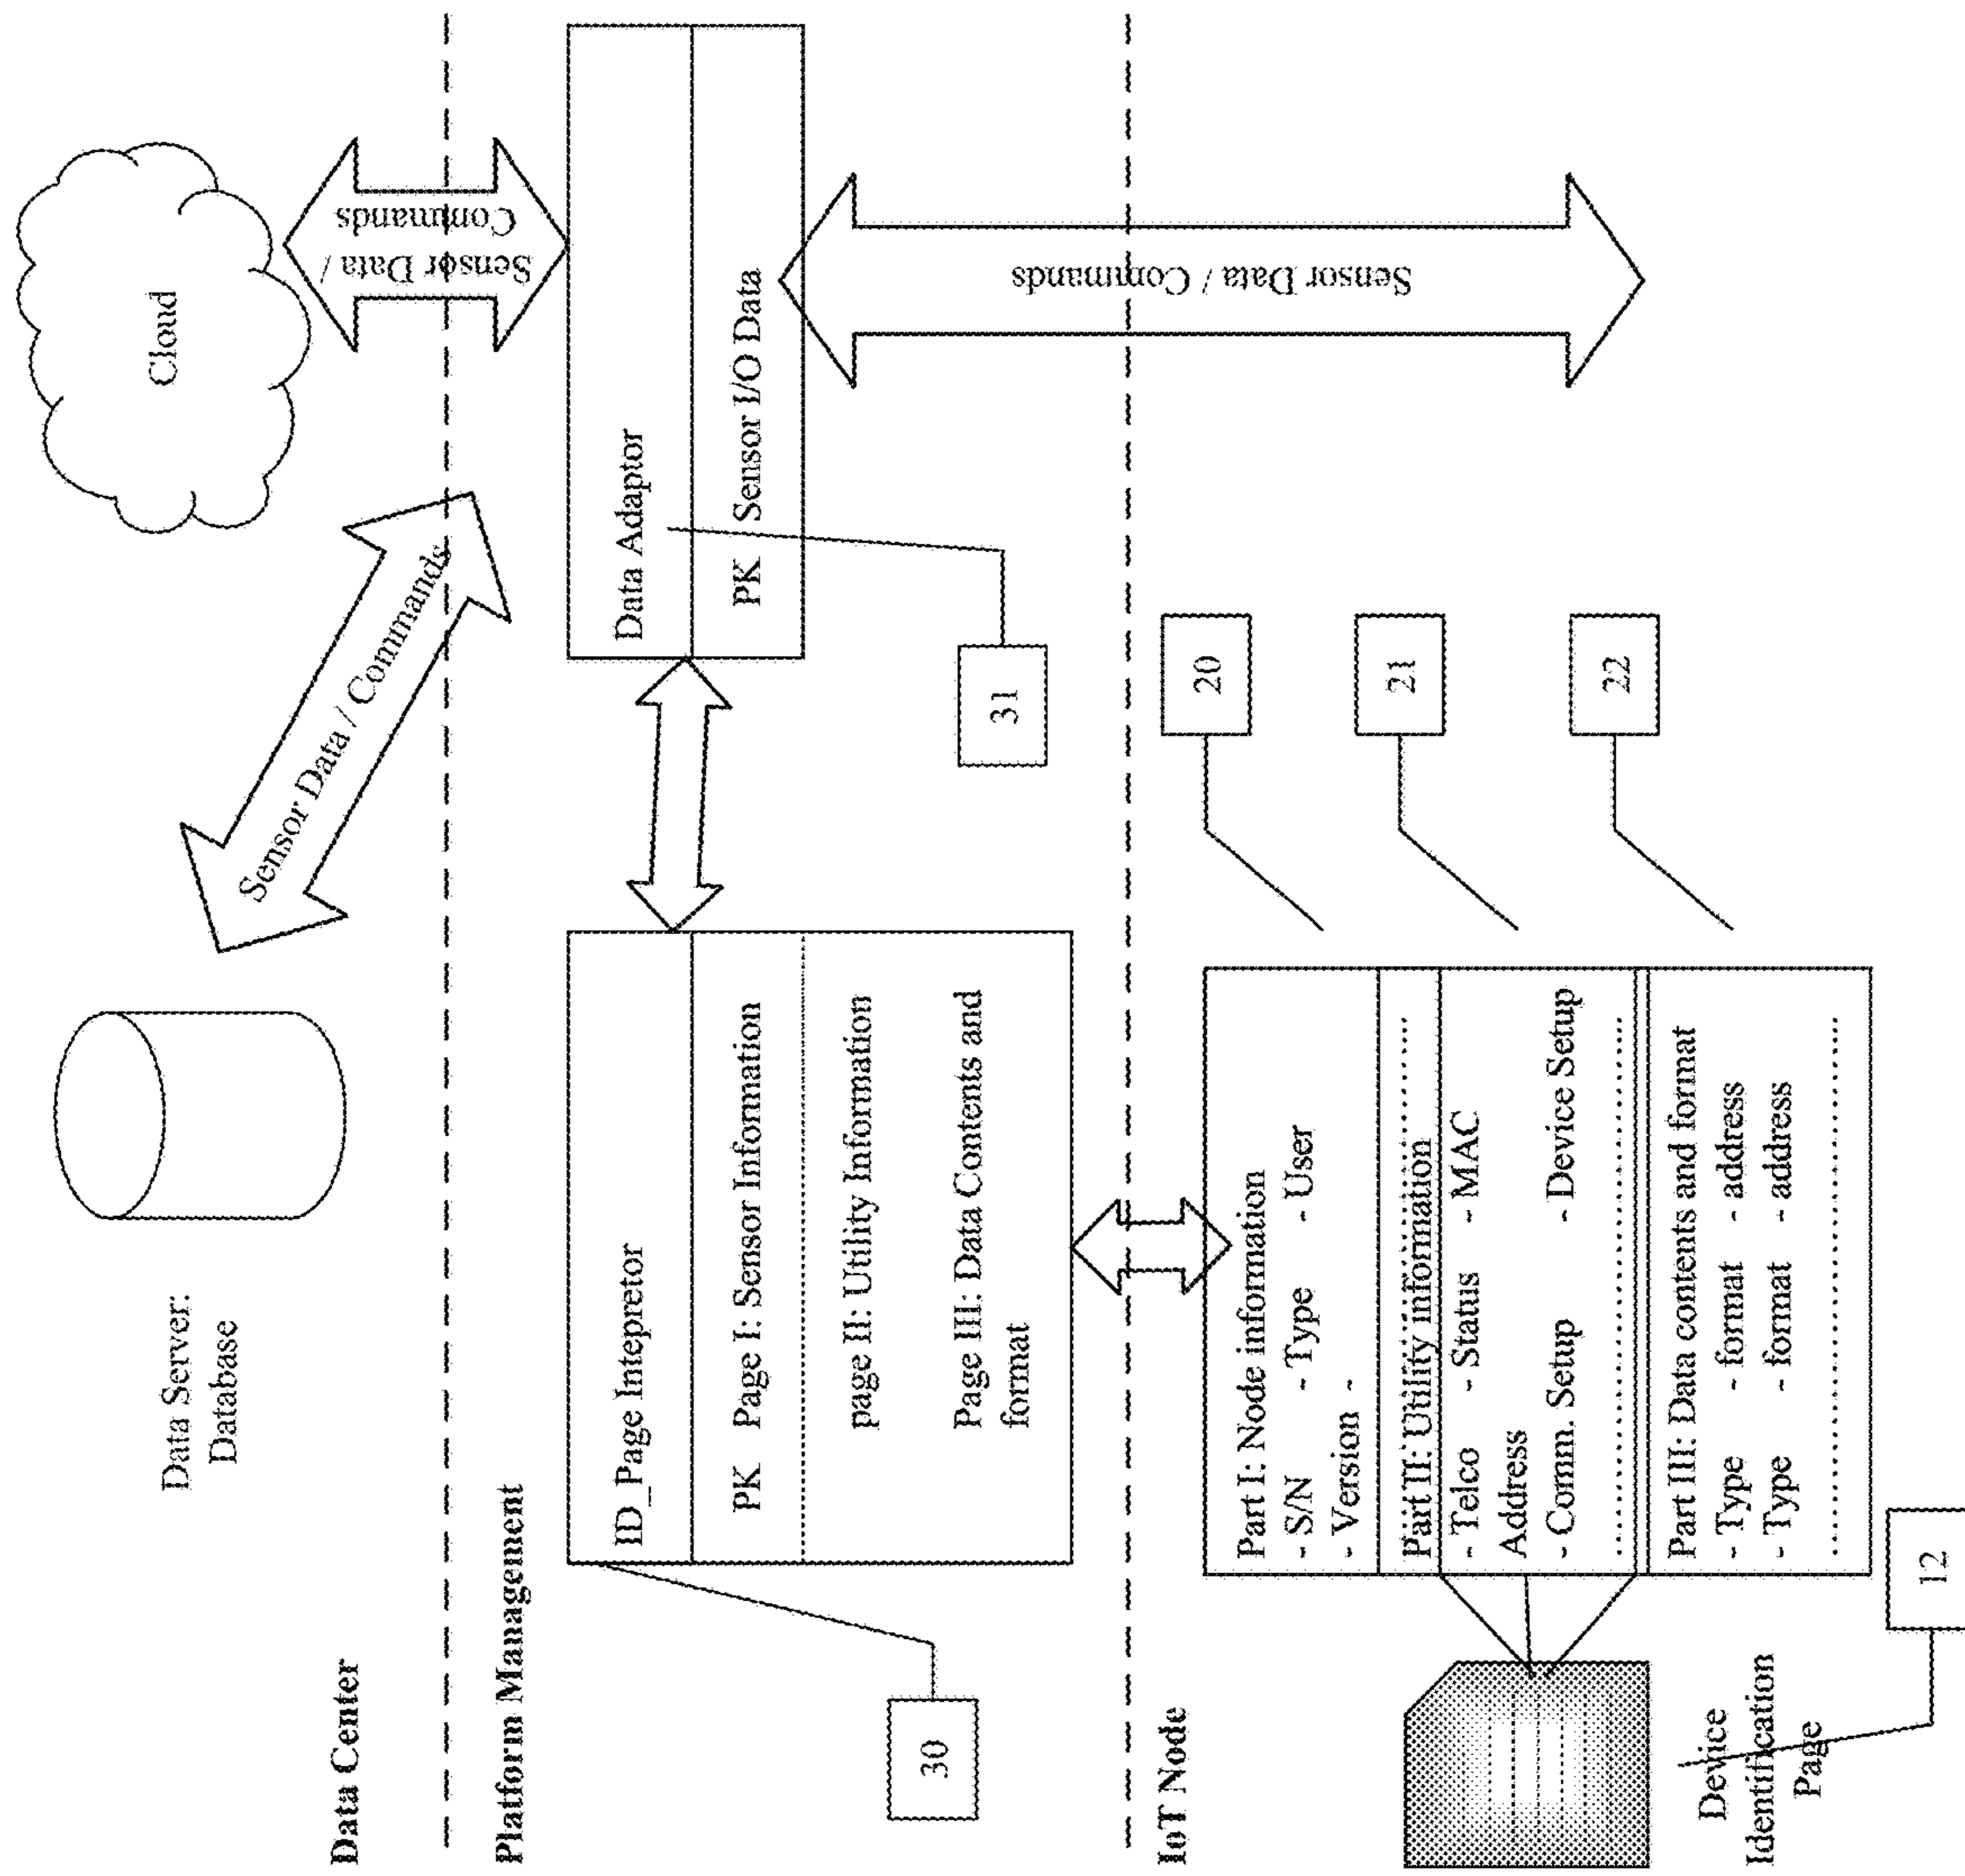 Data Center
Data Server:
Database
Sensor Data / Commands
Cloud
Sensor Data /
Commands
Platform Management
30
ID_Page Intepretor
PK Page I: Sensor Information
page II: Utility Information
Page III: Data Contents and
format
Data Adaptor
PK Sensor I/O Data
31
Sensor Data / Commands
IoT Node
Device
Identification
Page
12
Part I: Node information
- S/N - Type - User
- Version -
Part II: Utility information
- Telco - Status - MAC
Address
- Comm. Setup - Device Setup
Part III: Data contents and format
- Type - format - address
- Type - format - address
20
21
22